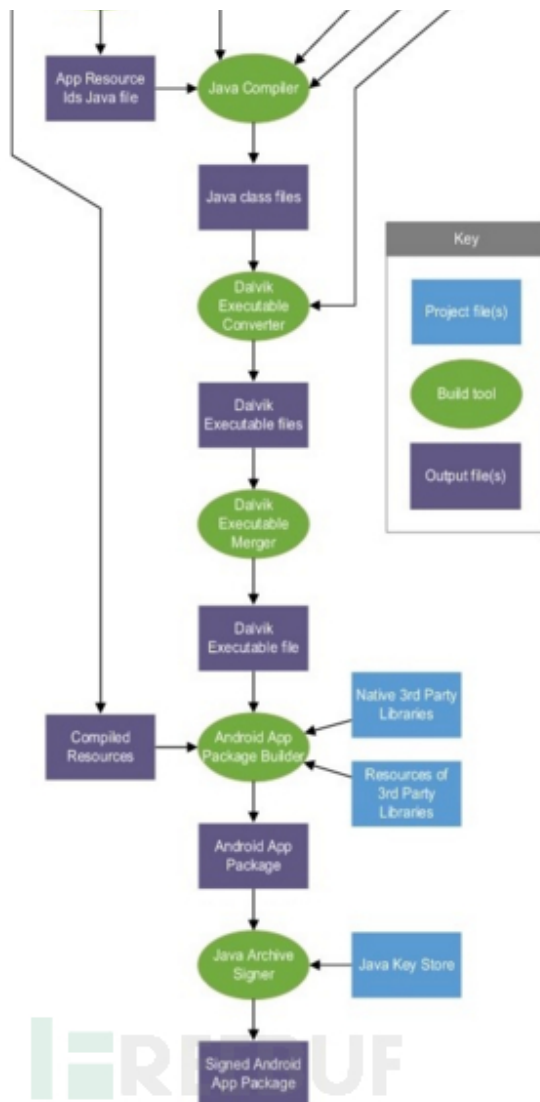 App Resource
Ids Java file
Java Compiler
Java class files
Key
Dalvik
Executable
Converter
Project file(s)
Dalvik
Executable files
Build tool
Output file(s)
Dalvik
Executable
Merger
Dalvik
Executable file
Native 3rd Party
Libraries
Compiled
Resources
Android App
Package Builder
Resources of
3rd Party
Libraries
Android App
Package
Java Archive
Signer
Java Key Store
Signed Android
App Package